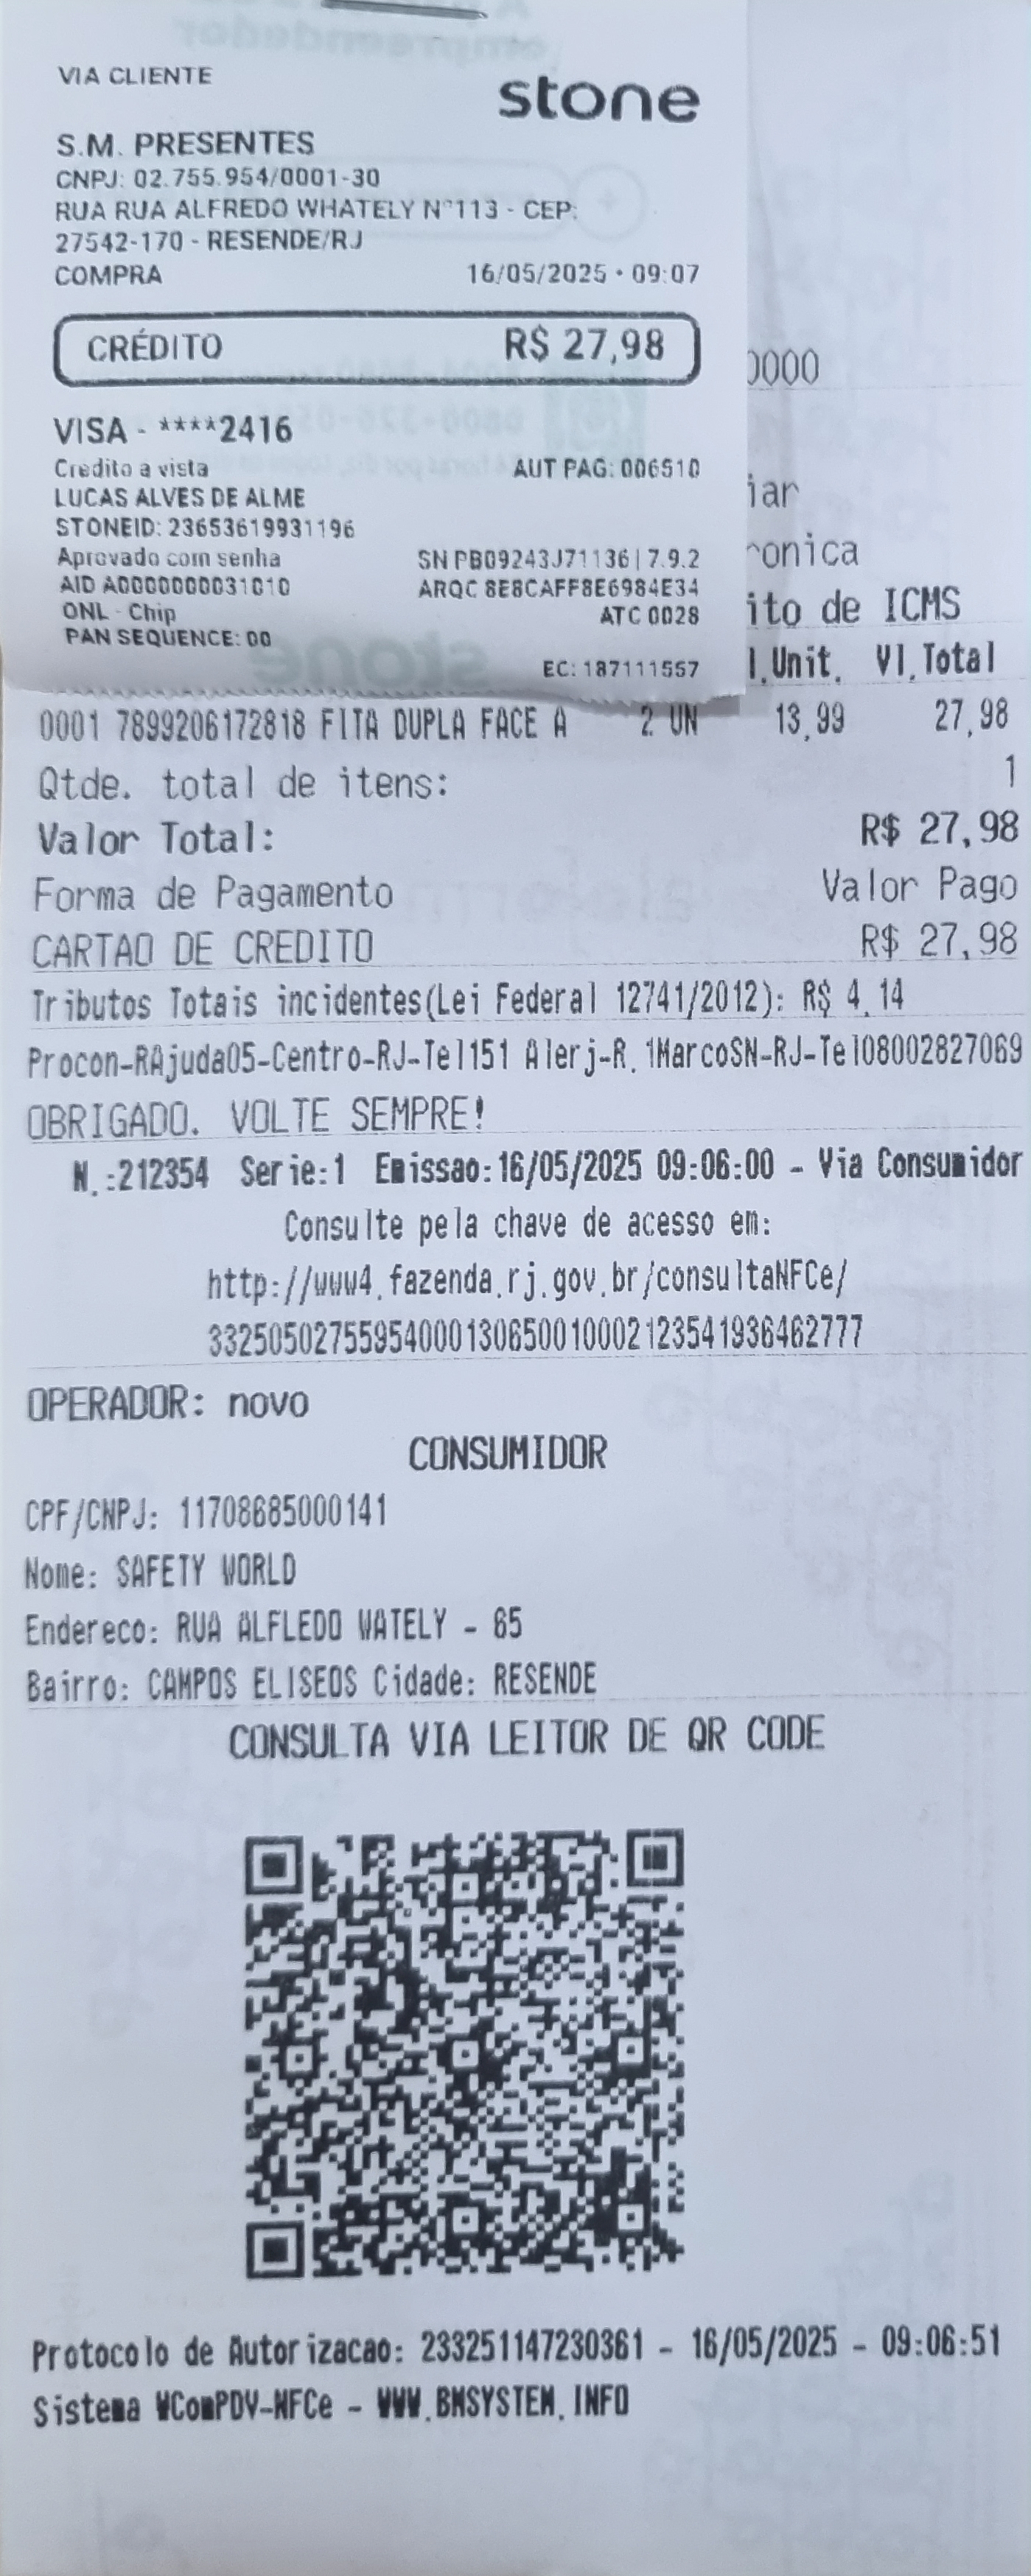 VIA CLIENTE
stone
S.M. PRESENTES
CNPJ: 02.755.954/0001-30
RUA RUA ALFREDO WHATELY N°113 - CEP:
27542-170 - RESENDE/RJ
COMPRA 16/05/2025 • 09:07
CRÉDITO R$ 27,98
VISA - ****2416
Credito a vista AUT PAG: 006510
LUCAS ALVES DE ALME
STONEID: 23653619931196
Aprovado com senha SN PB09243J71136 | 7.9.2
AID A0000000031010 ARQC 8E8CAFF8E6984E34
ONL - Chip ATC 0028
PAN SEQUENCE: 00
EC: 187111557
0000
iar
onica
ito de ICMS
l.Unit. Vl.Total
0001 7899206172818 FITA DUPLA FACE A 2 UN 13,99 27,98
Qtde. total de itens: 1
Valor Total: R$ 27,98
Forma de Pagamento Valor Pago
CARTAO DE CREDITO R$ 27,98
Tributos Totais incidentes(Lei Federal 12741/2012): R$ 4,14
Procon-RAjuda05-Centro-RJ-Tel151 Alerj-R.1MarcoSN-RJ-Tel08002827069
OBRIGADO. VOLTE SEMPRE!
N.:212354 Serie:1 Emissao:16/05/2025 09:06:00 - Via Consumidor
Consulte pela chave de acesso em:
http://www4.fazenda.rj.gov.br/consultaNFCe/
33250502755954000130650010002123541936462777
OPERADOR: novo
CONSUMIDOR
CPF/CNPJ: 11708685000141
Nome: SAFETY WORLD
Endereco: RUA ALFLEDO WATELY - 65
Bairro: CAMPOS ELISEOS Cidade: RESENDE
CONSULTA VIA LEITOR DE QR CODE
Protocolo de Autorizacao: 233251147230361 - 16/05/2025 - 09:06:51
Sistema WComPDV-NFCe - WWW.BMSYSTEM.INFO